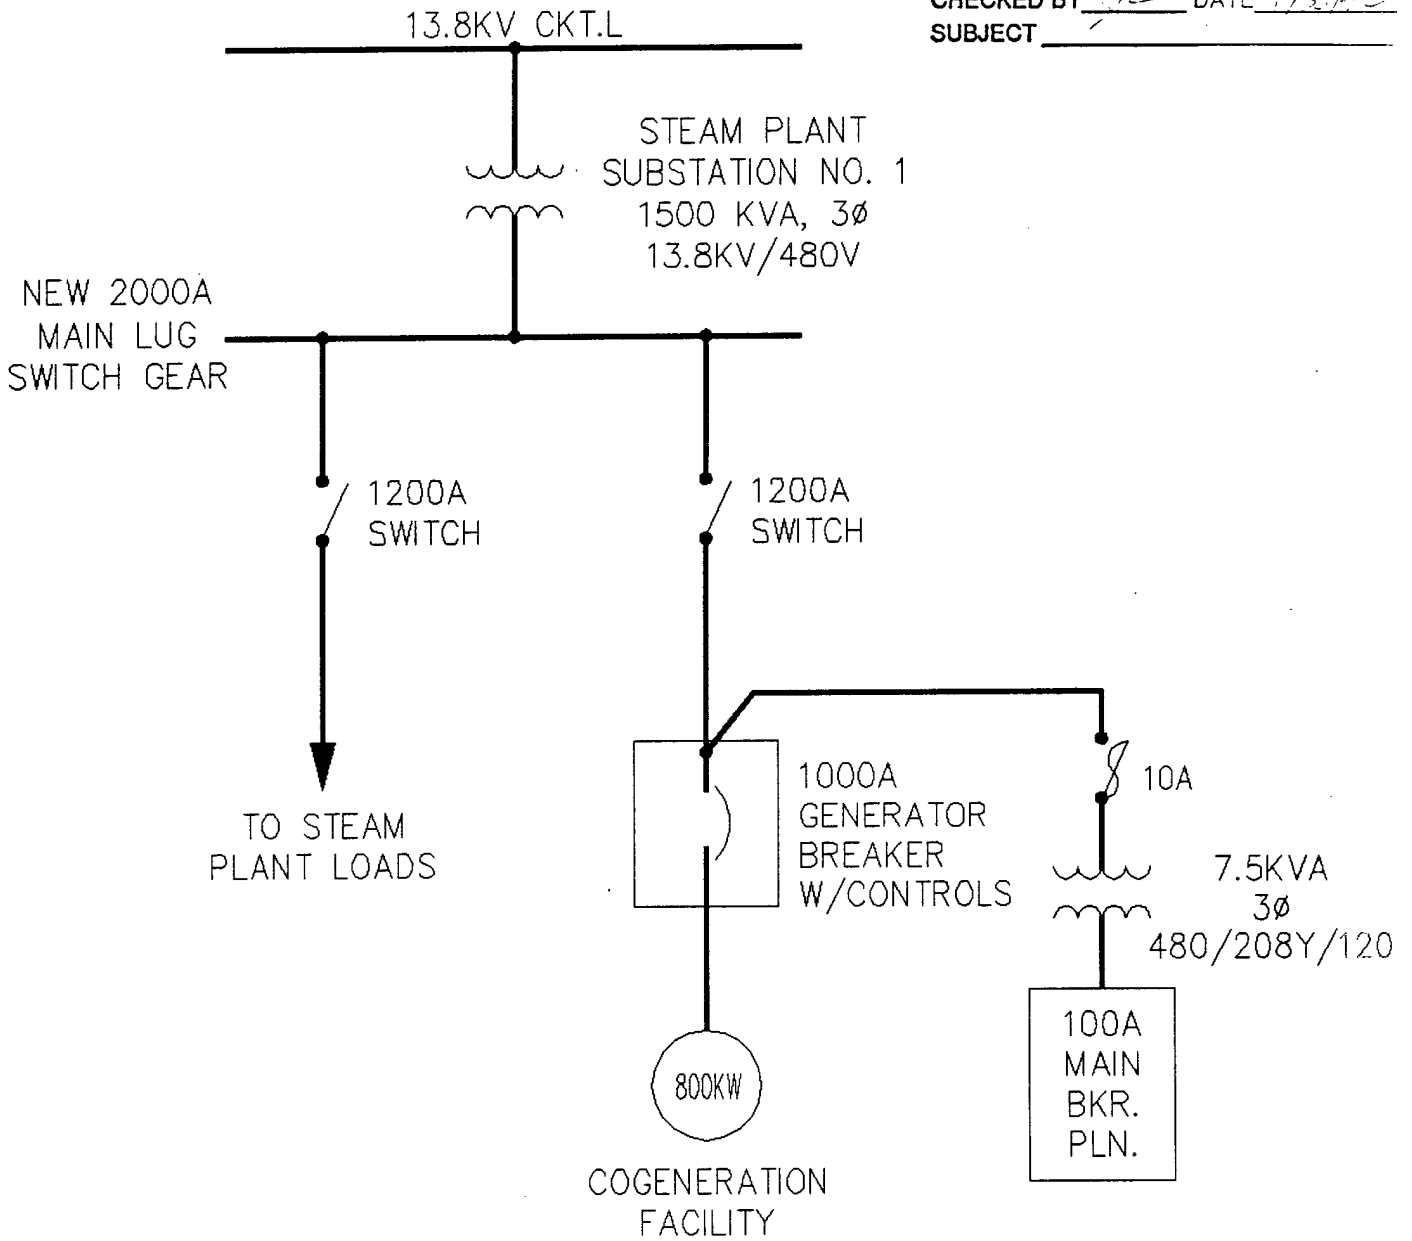 CHECKED BY DATE
SUBJECT
13.8KV CKT.L
STEAM PLANT
SUBSTATION NO. 1
1500 KVA, 3ø
13.8KV/480V
NEW 2000A
MAIN LUG
SWITCH GEAR
1200A
SWITCH
1200A
SWITCH
TO STEAM
PLANT LOADS
1000A
GENERATOR
BREAKER
W/CONTROLS
10A
7.5KVA
3ø
480/208Y/120
100A
MAIN
BKR.
PLN.
800KW
COGENERATION
FACILITY